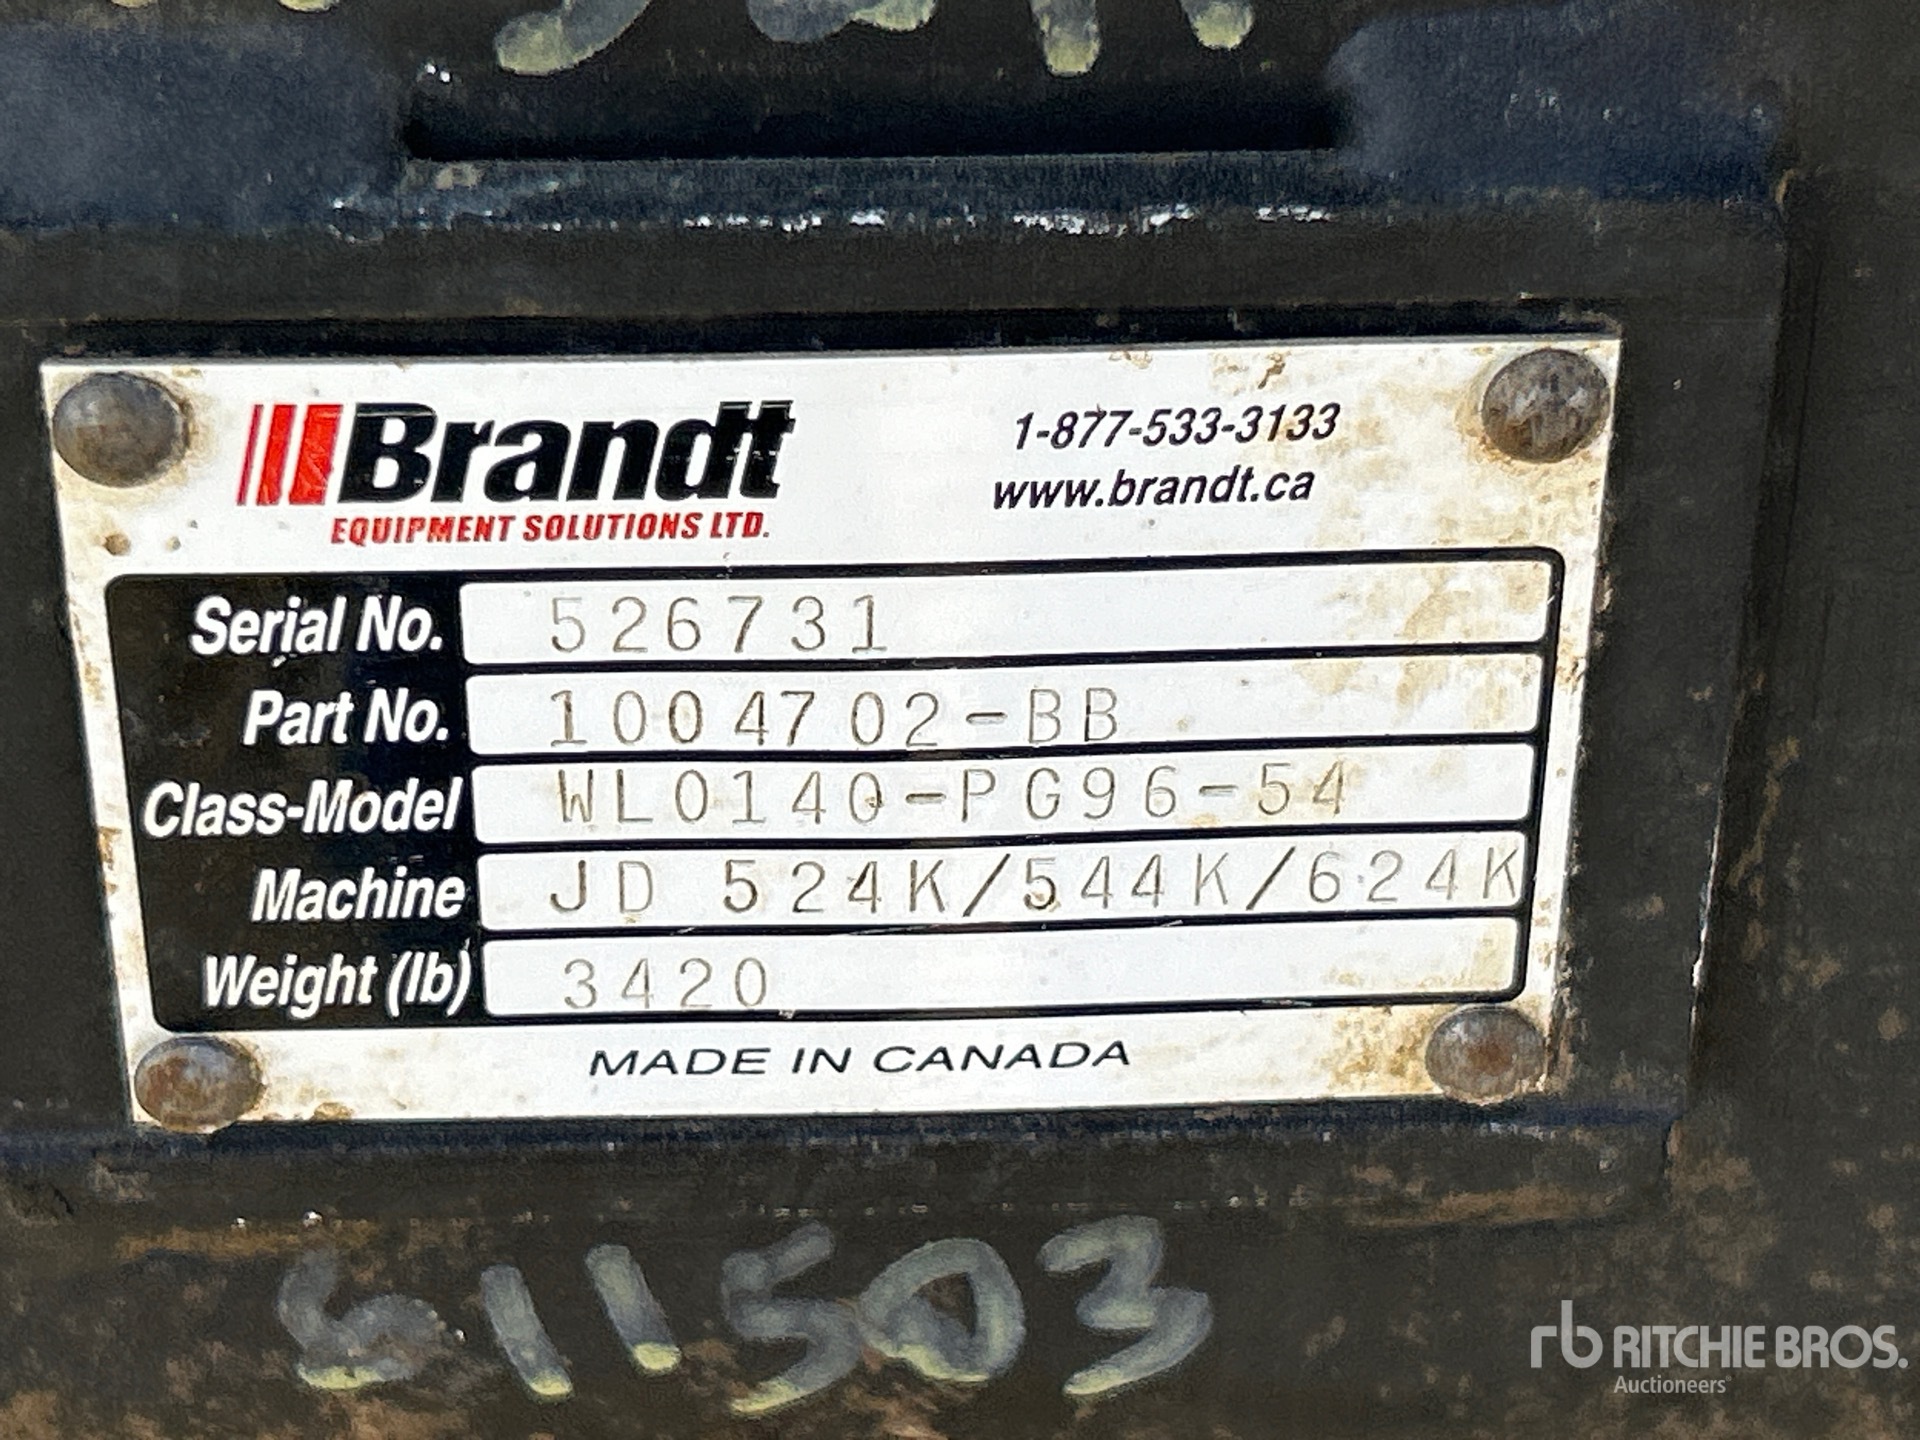 Brandt
EQUIPMENT SOLUTIONS LTD.
1-877-533-3133
www.brandt.ca
Serial No. 526731
Part No. 1004702-BB
Class-Model WL0140-PG96-54
Machine JD 524K/544K/624K
Weight (lb) 3420
MADE IN CANADA
611503
rb RITCHIE BROS.
Auctioneers